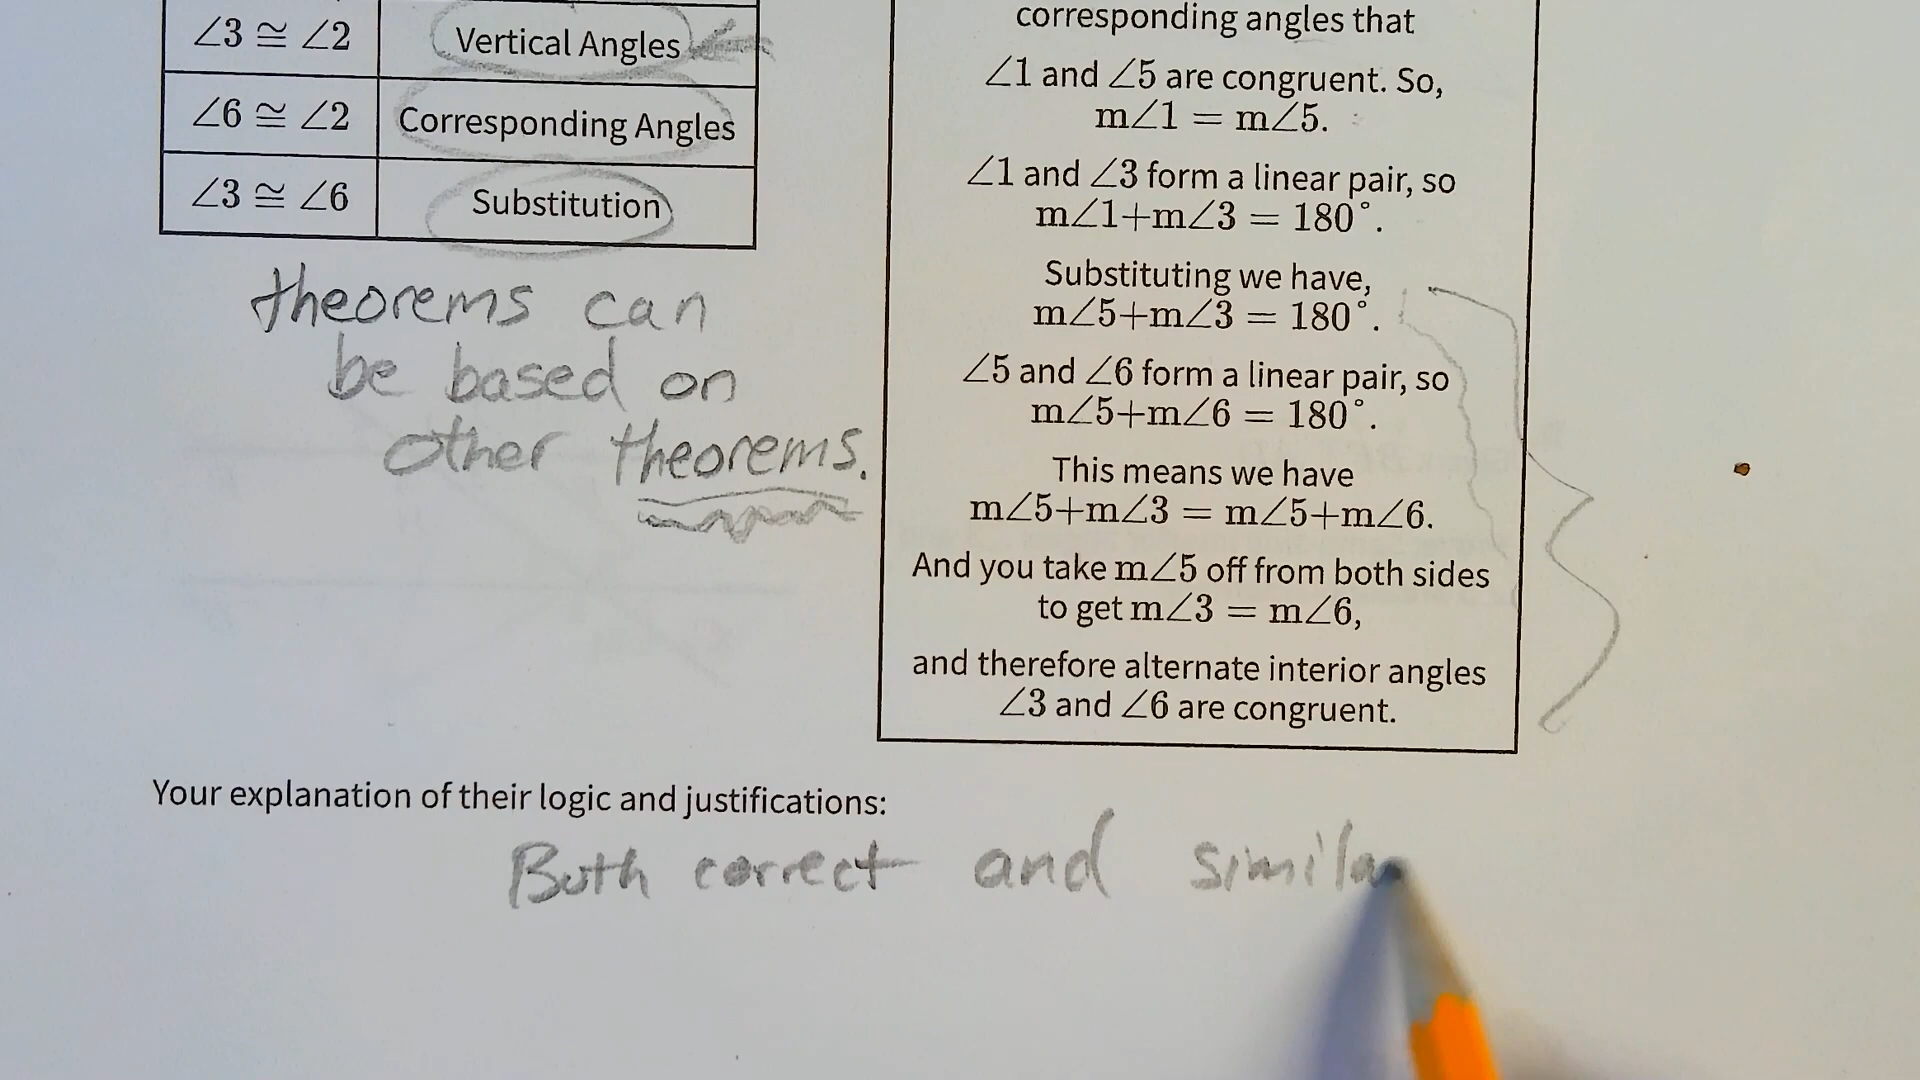 ∠3 ≅ ∠2
Vertical Angles
∠6 ≅ ∠2
Corresponding Angles
∠3 ≅ ∠6
Substitution
theorems can
be based on
other theorems.
corresponding angles that
∠1 and ∠5 are congruent. So,
m∠1 = m∠5.
∠1 and ∠3 form a linear pair, so
m∠1+m∠3 = 180°.
Substituting we have,
m∠5+m∠3 = 180°.
∠5 and ∠6 form a linear pair, so
m∠5+m∠6 = 180°.
This means we have
m∠5+m∠3 = m∠5+m∠6.
And you take m∠5 off from both sides
to get m∠3 = m∠6,
and therefore alternate interior angles
∠3 and ∠6 are congruent.
Your explanation of their logic and justifications:
Both correct and simila